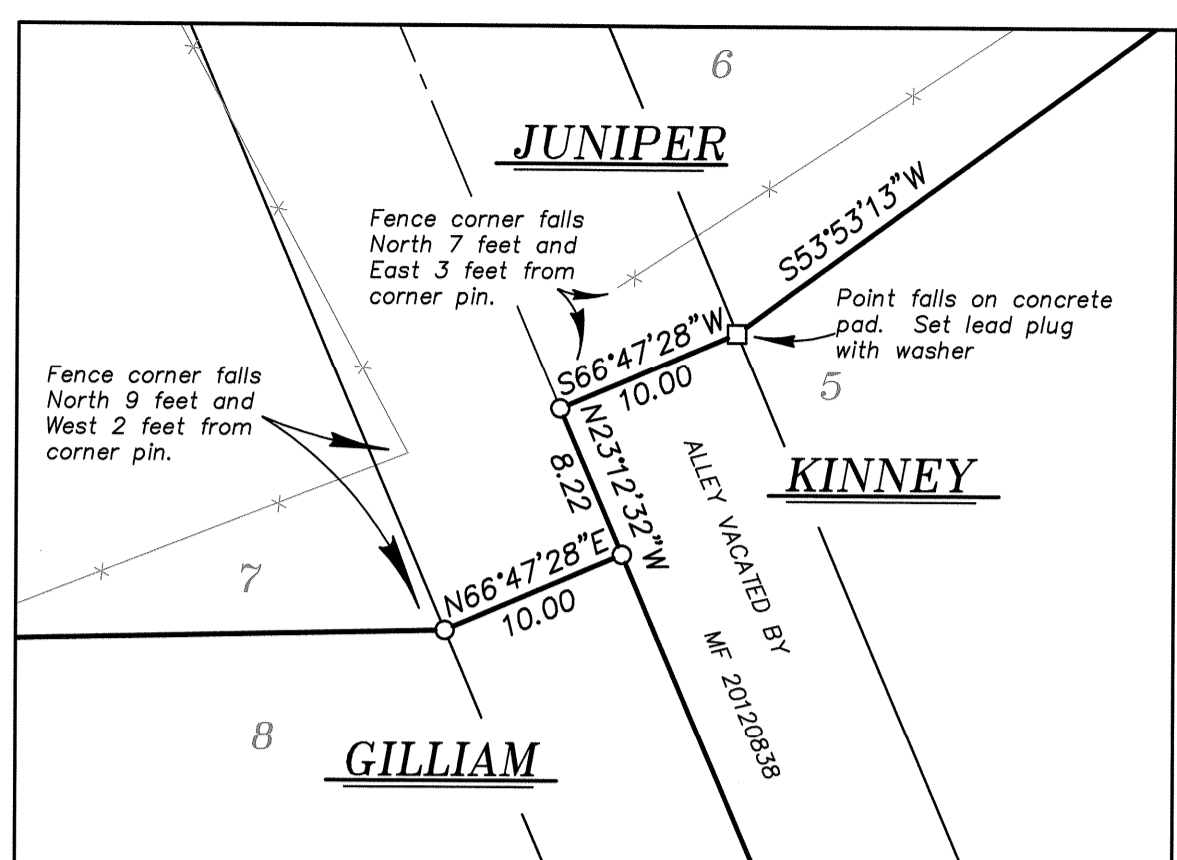 6
JUNIPER
S53°53'13"W
Fence corner falls
North 7 feet and
East 3 feet from
corner pin.
Point falls on concrete
pad. Set lead plug
with washer
S66°47'28"W
10.00
5
Fence corner falls
North 9 feet and
West 2 feet from
corner pin.
N23°12'32"W
8.22
KINNEY
ALLEY VACATED BY
MF 20120838
7
N66°47'28"E
10.00
8
GILLIAM